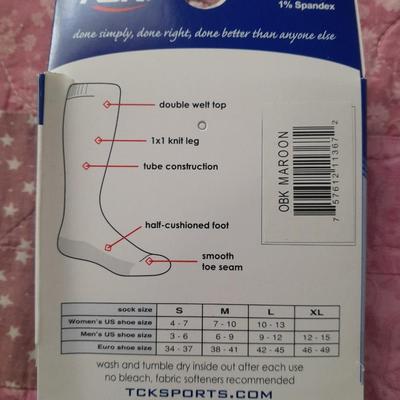 1% Spandex
done simply, done right, done better than anyone else
double welt top
1x1 knit leg
tube construction
half-cushioned foot
smooth
toe seam
OBK MAROON
7 57612 11367 2
sock size S M L XL
Women's US shoe size 4 - 7 7 - 10 10 - 13
Men's US shoe size 3 - 6 6 - 9 9 - 12 12 - 15
Euro shoe size 34 - 37 38 - 41 42 - 45 46 - 49
wash and tumble dry inside out after each use
no bleach, fabric softeners recommended
TCKSPORTS.COM